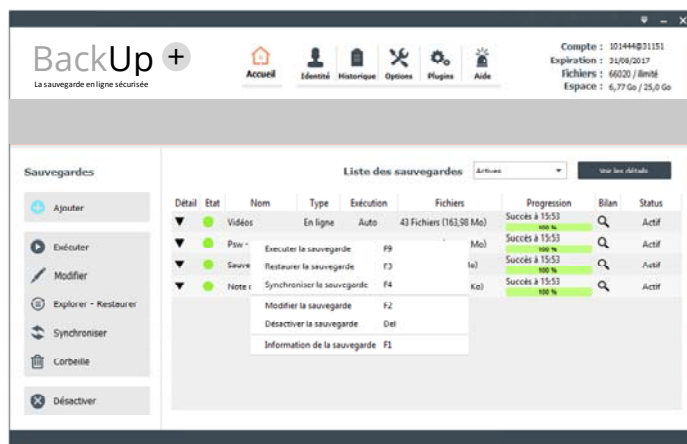 BackUp +
La sauvegarde en ligne sécurisée
Accueil
Identité
Historique
Options
Plugins
Aide
Compte : 101444@31151
Expiration : 31/08/2017
Fichiers : 66020 / illimité
Espace : 6,77 Go / 25,0 Go
Sauvegardes
Liste des sauvegardes
Actives
Voir les détails
Ajouter
Exécuter
Modifier
Explorer - Restaurer
Synchroniser
Corbeille
Désactiver
Détail Etat Nom Type Exécution Fichiers Progression Bilan Status
Vidéos En ligne Auto 43 Fichiers (163,98 Mo) Succès à 15:53 100 % Actif
Psw - Mo) Succès à 15:53 100 % Actif
Sauve Succès à 15:53 100 % Actif
Note Ko) Succès à 15:53 100 % Actif
Executer la sauvegarde F9
Restaurer la sauvegarde F3
Synchroniser la sauvegarde F4
Modifier la sauvegarde F2
Désactiver la sauvegarde Del
Information de la sauvegarde F1